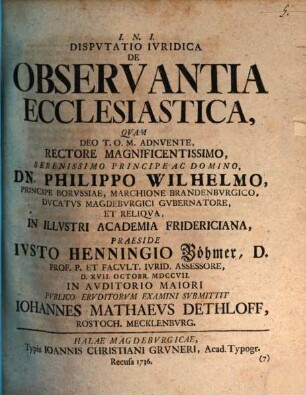 5.
I. N. I.
DISPVTATIO IVRIDICA
DE
OBSERVANTIA
ECCLESIASTICA,
QVAM
DEO T. O. M. ADNVENTE,
RECTORE MAGNIFICENTISSIMO,
SERENISSIMO PRINCIPE AC DOMINO,
DN. PHILIPPO WILHELMO,
PRINCIPE BORVSSIAE, MARCHIONE BRANDENBVRGICO,
DVCATVS MAGDEBVRGICI GVBERNATORE,
ET RELIQVA,
IN ILLVSTRI ACADEMIA FRIDERICIANA,
PRAESIDE
IVSTO HENNINGIO Böhmer, D.
PROF. P. ET FACVLT. IVRID. ASSESSORE,
D. XVII. OCTOBR. MDCCVII.
IN AVDITORIO MAIORI
PVBLICO ERVDITORVM EXAMINI SVBMITTIT
IOHANNES MATHAEVS DETHLOFF,
ROSTOCH. MECKLENBVRG.
HALAE MAGDEBVRGICAE,
Typis IOANNIS CHRISTIANI GRVNERI, Acad. Typogr.
Recusa 1736.
(7)